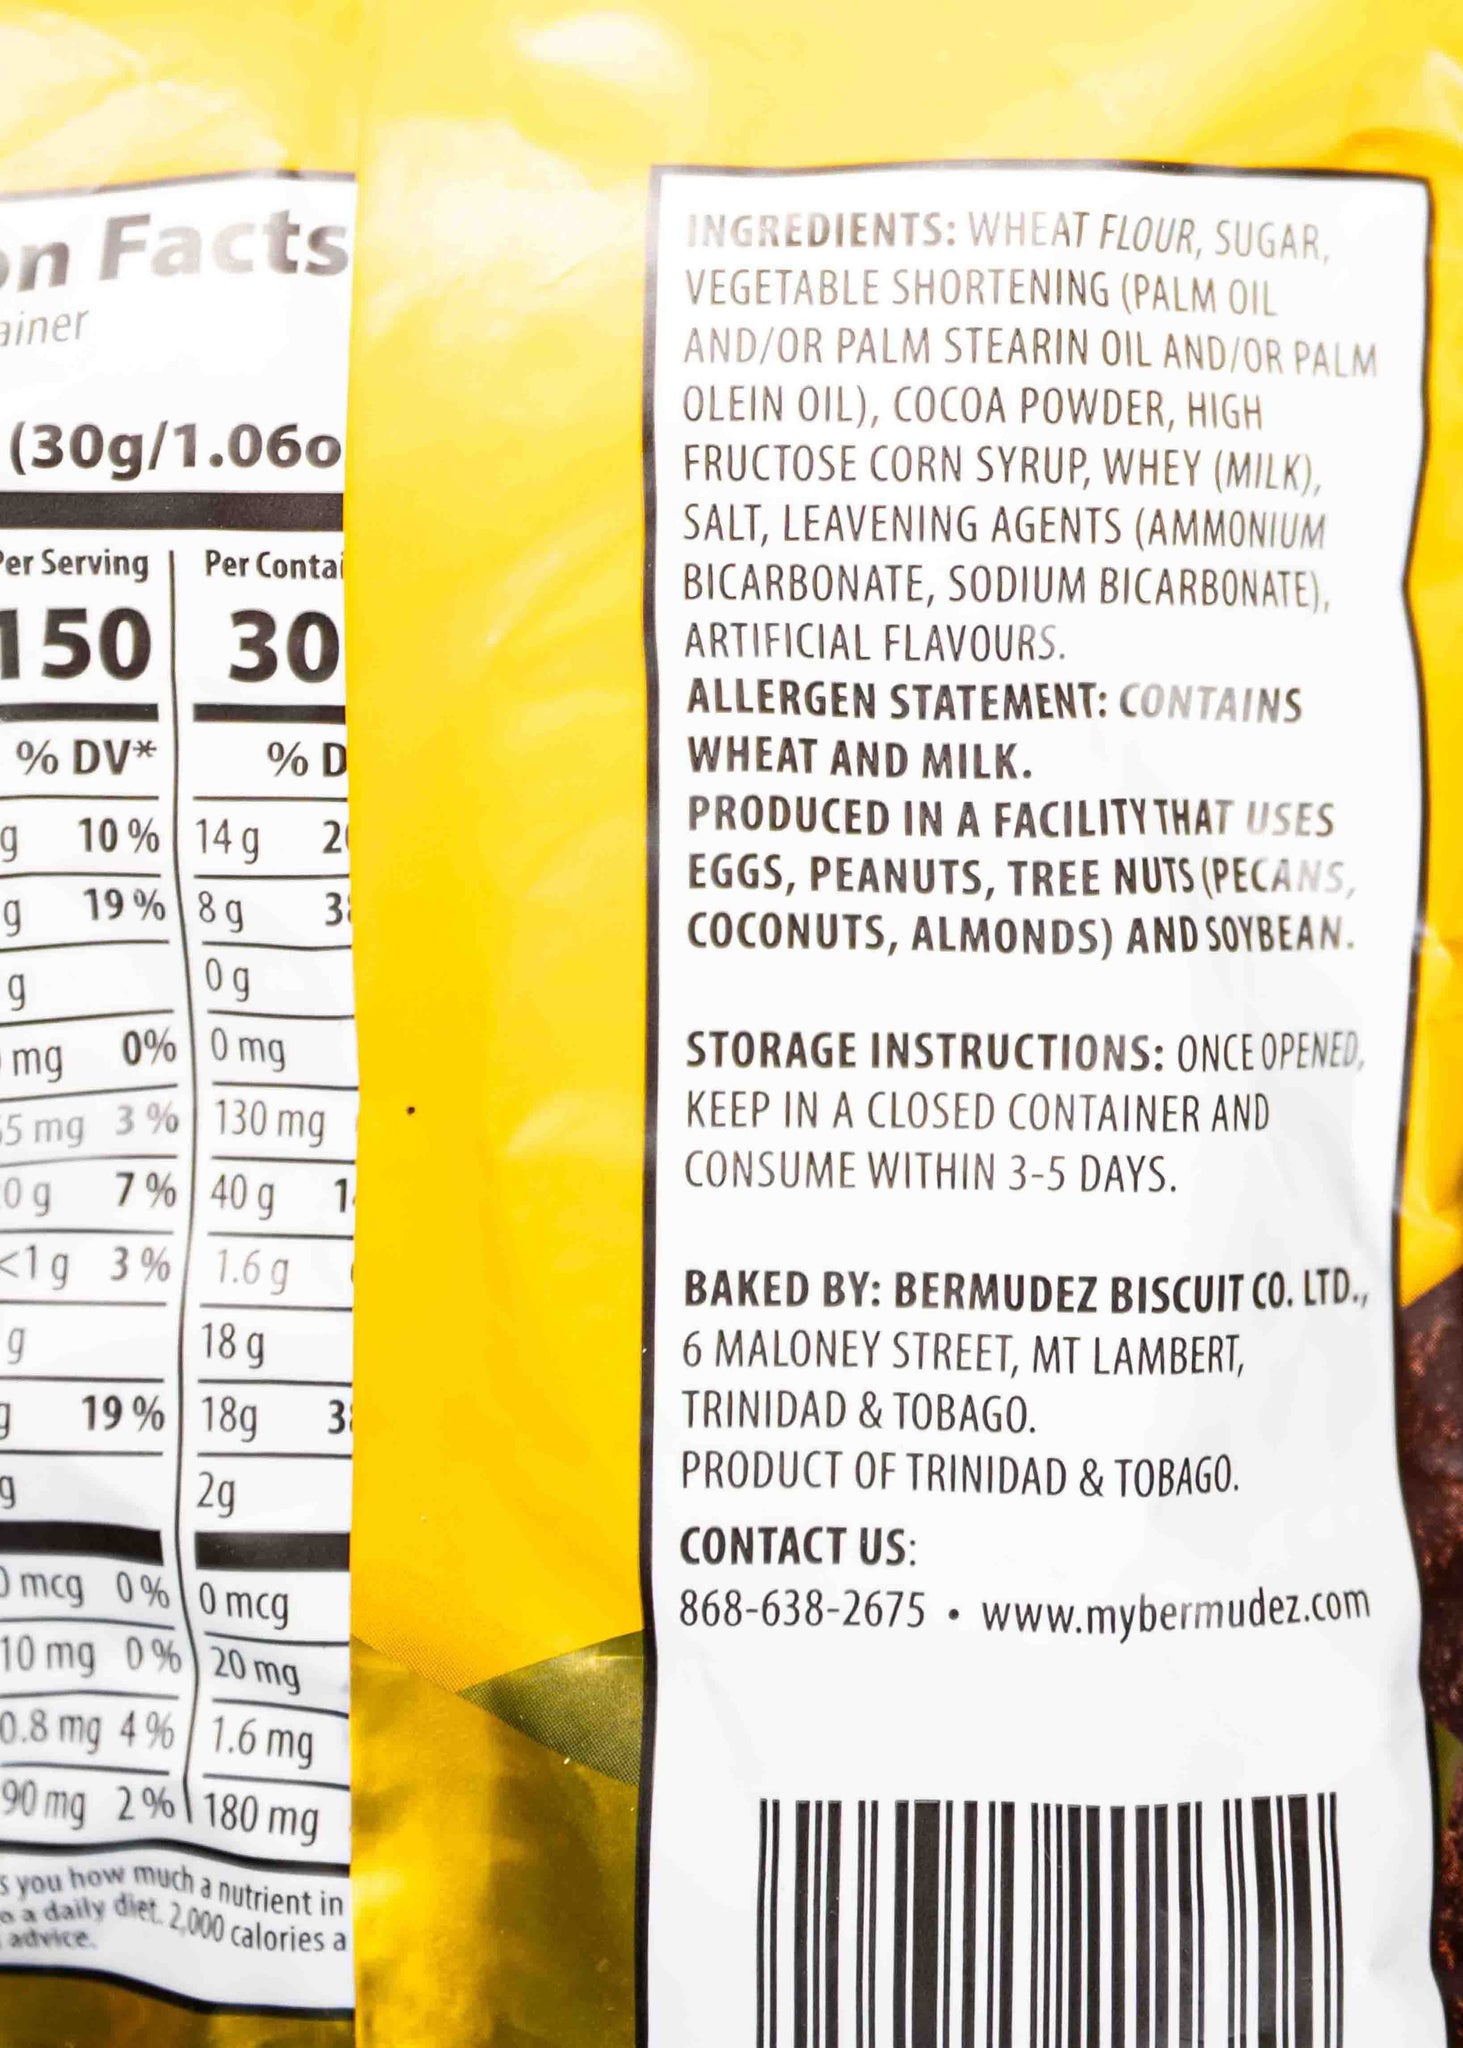 on Facts
ainer
(30g/1.06o
Per Serving Per Contai
150 30
% DV* % D
g 10% 14 g 2
g 19% 8 g 3
g 0 g
mg 0% 0 mg
5 mg 3% 130 mg
0 g 7% 40 g 1
<1 g 3% 1.6 g
g 18 g
g 19% 18g 3
g 2g
0 mcg 0% 0 mcg
10 mg 0% 20 mg
0.8 mg 4% 1.6 mg
90 mg 2% 180 mg
s you how much a nutrient in
o a daily diet. 2,000 calories a
advice.
INGREDIENTS: WHEAT FLOUR, SUGAR,
VEGETABLE SHORTENING (PALM OIL
AND/OR PALM STEARIN OIL AND/OR PALM
OLEIN OIL), COCOA POWDER, HIGH
FRUCTOSE CORN SYRUP, WHEY (MILK),
SALT, LEAVENING AGENTS (AMMONIUM
BICARBONATE, SODIUM BICARBONATE),
ARTIFICIAL FLAVOURS.
ALLERGEN STATEMENT: CONTAINS
WHEAT AND MILK.
PRODUCED IN A FACILITY THAT USES
EGGS, PEANUTS, TREE NUTS (PECANS,
COCONUTS, ALMONDS) AND SOYBEAN.
STORAGE INSTRUCTIONS: ONCE OPENED,
KEEP IN A CLOSED CONTAINER AND
CONSUME WITHIN 3-5 DAYS.
BAKED BY: BERMUDEZ BISCUIT CO. LTD.,
6 MALONEY STREET, MT LAMBERT,
TRINIDAD & TOBAGO.
PRODUCT OF TRINIDAD & TOBAGO.
CONTACT US:
868-638-2675 • www.mybermudez.com